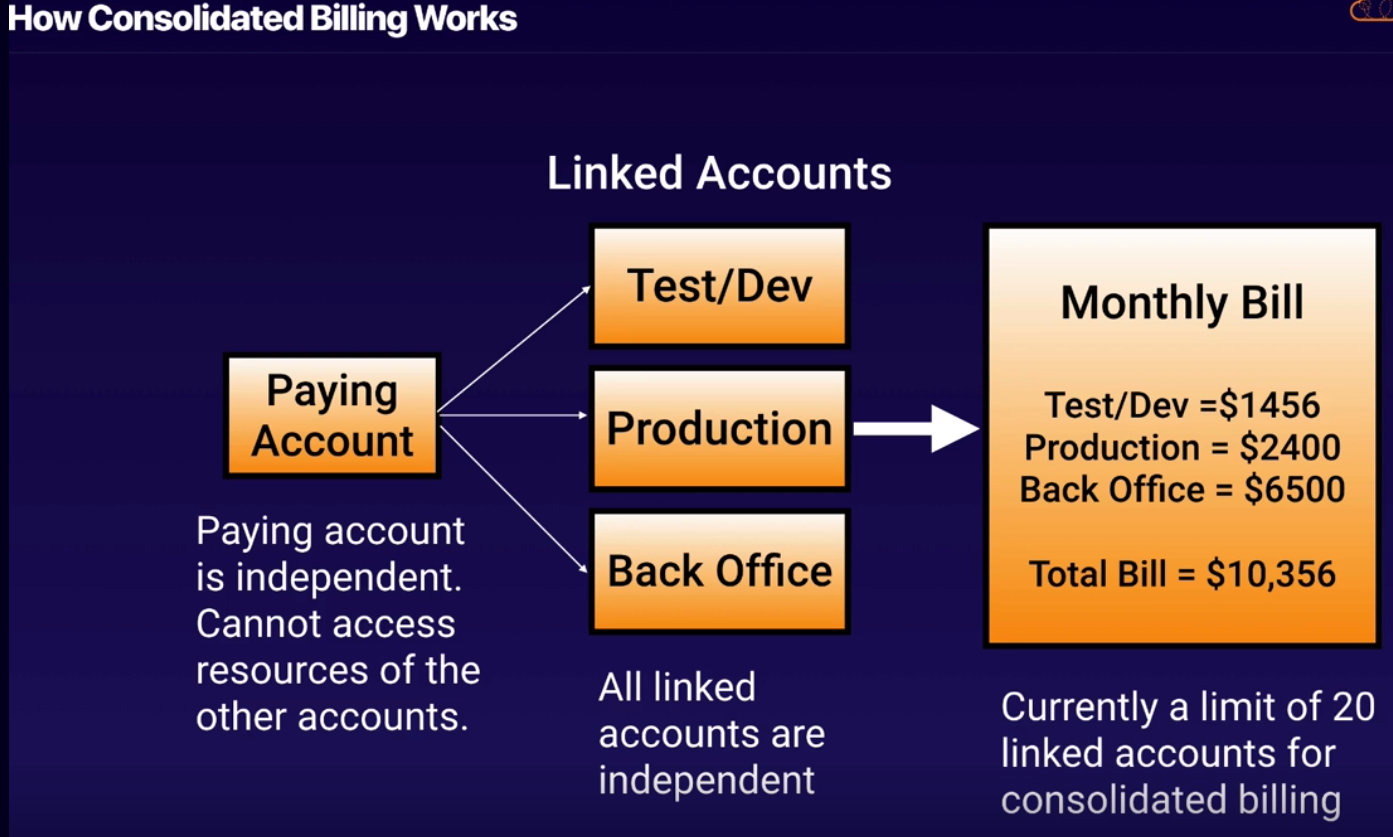 How Consolidated Billing Works
Linked Accounts
Paying
Account
Paying account
is independent.
Cannot access
resources of the
other accounts.
Test/Dev
Production
Back Office
All linked
accounts are
independent
Monthly Bill
Test/Dev =$1456
Production = $2400
Back Office = $6500
Total Bill = $10,356
Currently a limit of 20
linked accounts for
consolidated billing